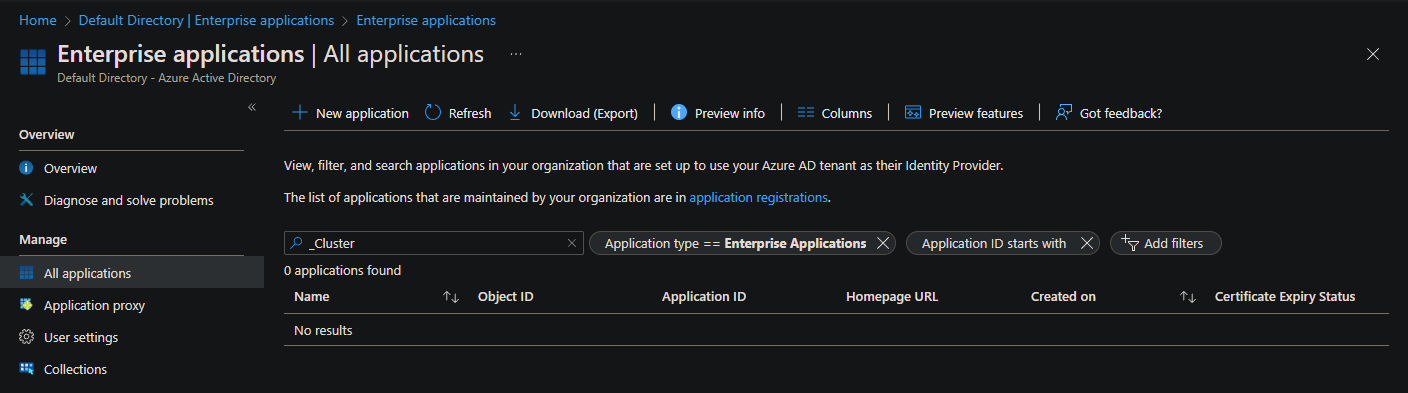 Home > Default Directory | Enterprise applications > Enterprise applications
Enterprise applications | All applications ...
Default Directory - Azure Active Directory
«
Overview
Overview
Diagnose and solve problems
Manage
All applications
Application proxy
User settings
Collections
+ New application Refresh Download (Export) Preview info Columns Preview features Got feedback?
View, filter, and search applications in your organization that are set up to use your Azure AD tenant as their Identity Provider.
The list of applications that are maintained by your organization are in application registrations.
_Cluster Application type == Enterprise Applications Application ID starts with Add filters
0 applications found
Name Object ID Application ID Homepage URL Created on Certificate Expiry Status
No results